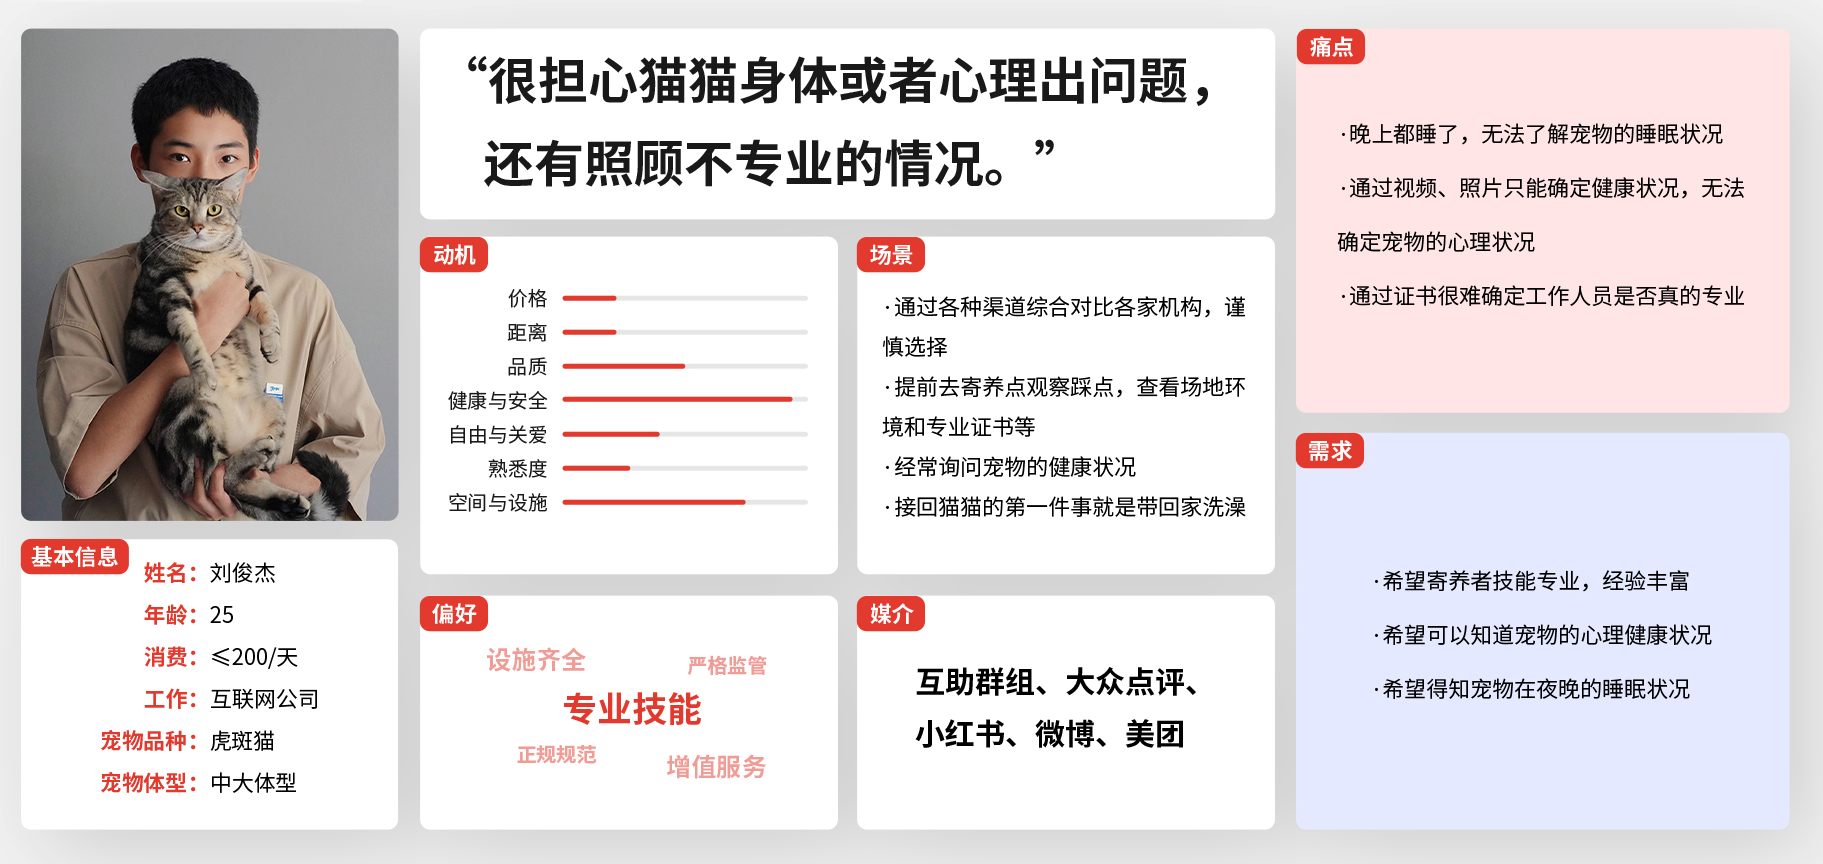 “很担心猫猫身体或者心理出问题，
还有照顾不专业的情况。”
基本信息
姓名：刘俊杰
年龄：25
消费：≤200/天
工作：互联网公司
宠物品种：虎斑猫
宠物体型：中大体型
动机
价格
距离
品质
健康与安全
自由与关爱
熟悉度
空间与设施
场景
·通过各种渠道综合对比各家机构，谨
慎选择
·提前去寄养点观察踩点，查看场地环
境和专业证书等
·经常询问宠物的健康状况
·接回猫猫的第一件事就是带回家洗澡
偏好
设施齐全
严格监管
专业技能
正规规范
增值服务
媒介
互助群组、大众点评、
小红书、微博、美团
痛点
·晚上都睡了，无法了解宠物的睡眠状况
·通过视频、照片只能确定健康状况，无法
确定宠物的心理状况
·通过证书很难确定工作人员是否真的专业
需求
·希望寄养者技能专业，经验丰富
·希望可以知道宠物的心理健康状况
·希望得知宠物在夜晚的睡眠状况